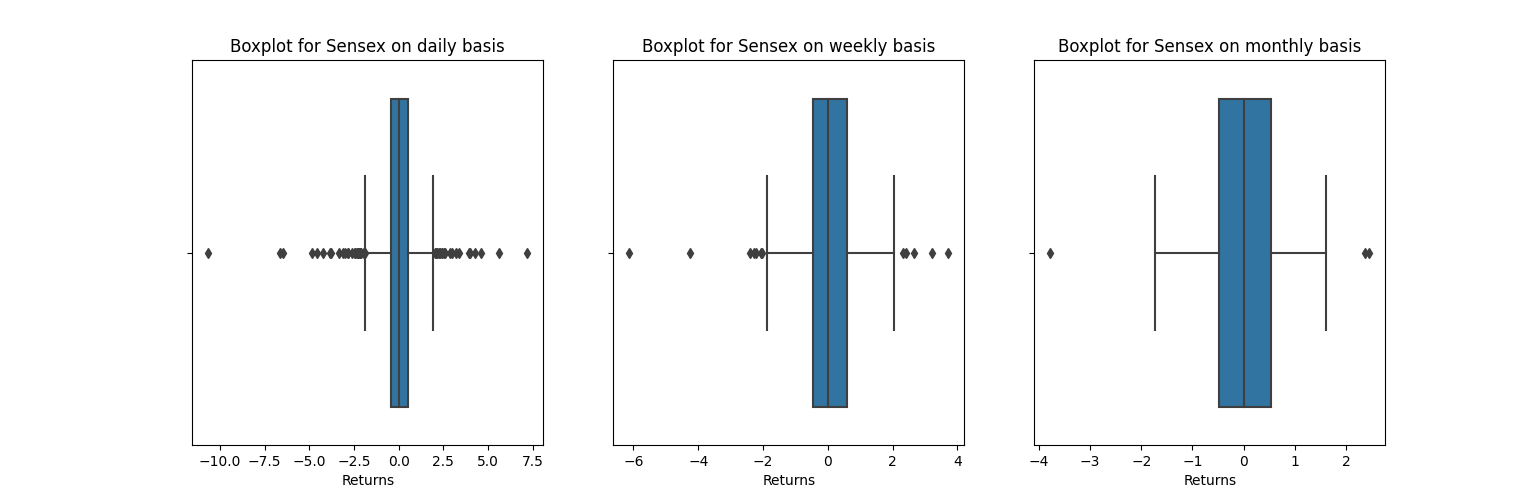 Boxplot for Sensex on daily basis
−10.0 −7.5 −5.0 −2.5 0.0 2.5 5.0 7.5
Returns
Boxplot for Sensex on weekly basis
−6 −4 −2 0 2 4
Returns
Boxplot for Sensex on monthly basis
−4 −3 −2 −1 0 1 2
Returns